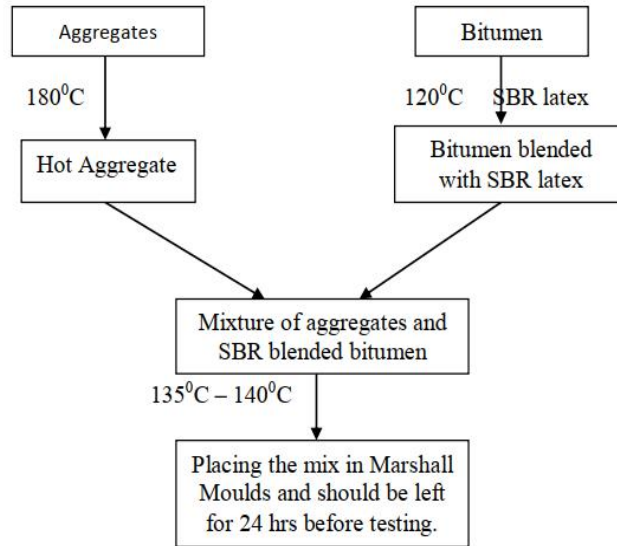 Aggregates
Bitumen
180⁰C
120⁰C SBR latex
Hot Aggregate
Bitumen blended
with SBR latex
Mixture of aggregates and
SBR blended bitumen
135⁰C – 140⁰C
Placing the mix in Marshall
Moulds and should be left
for 24 hrs before testing.